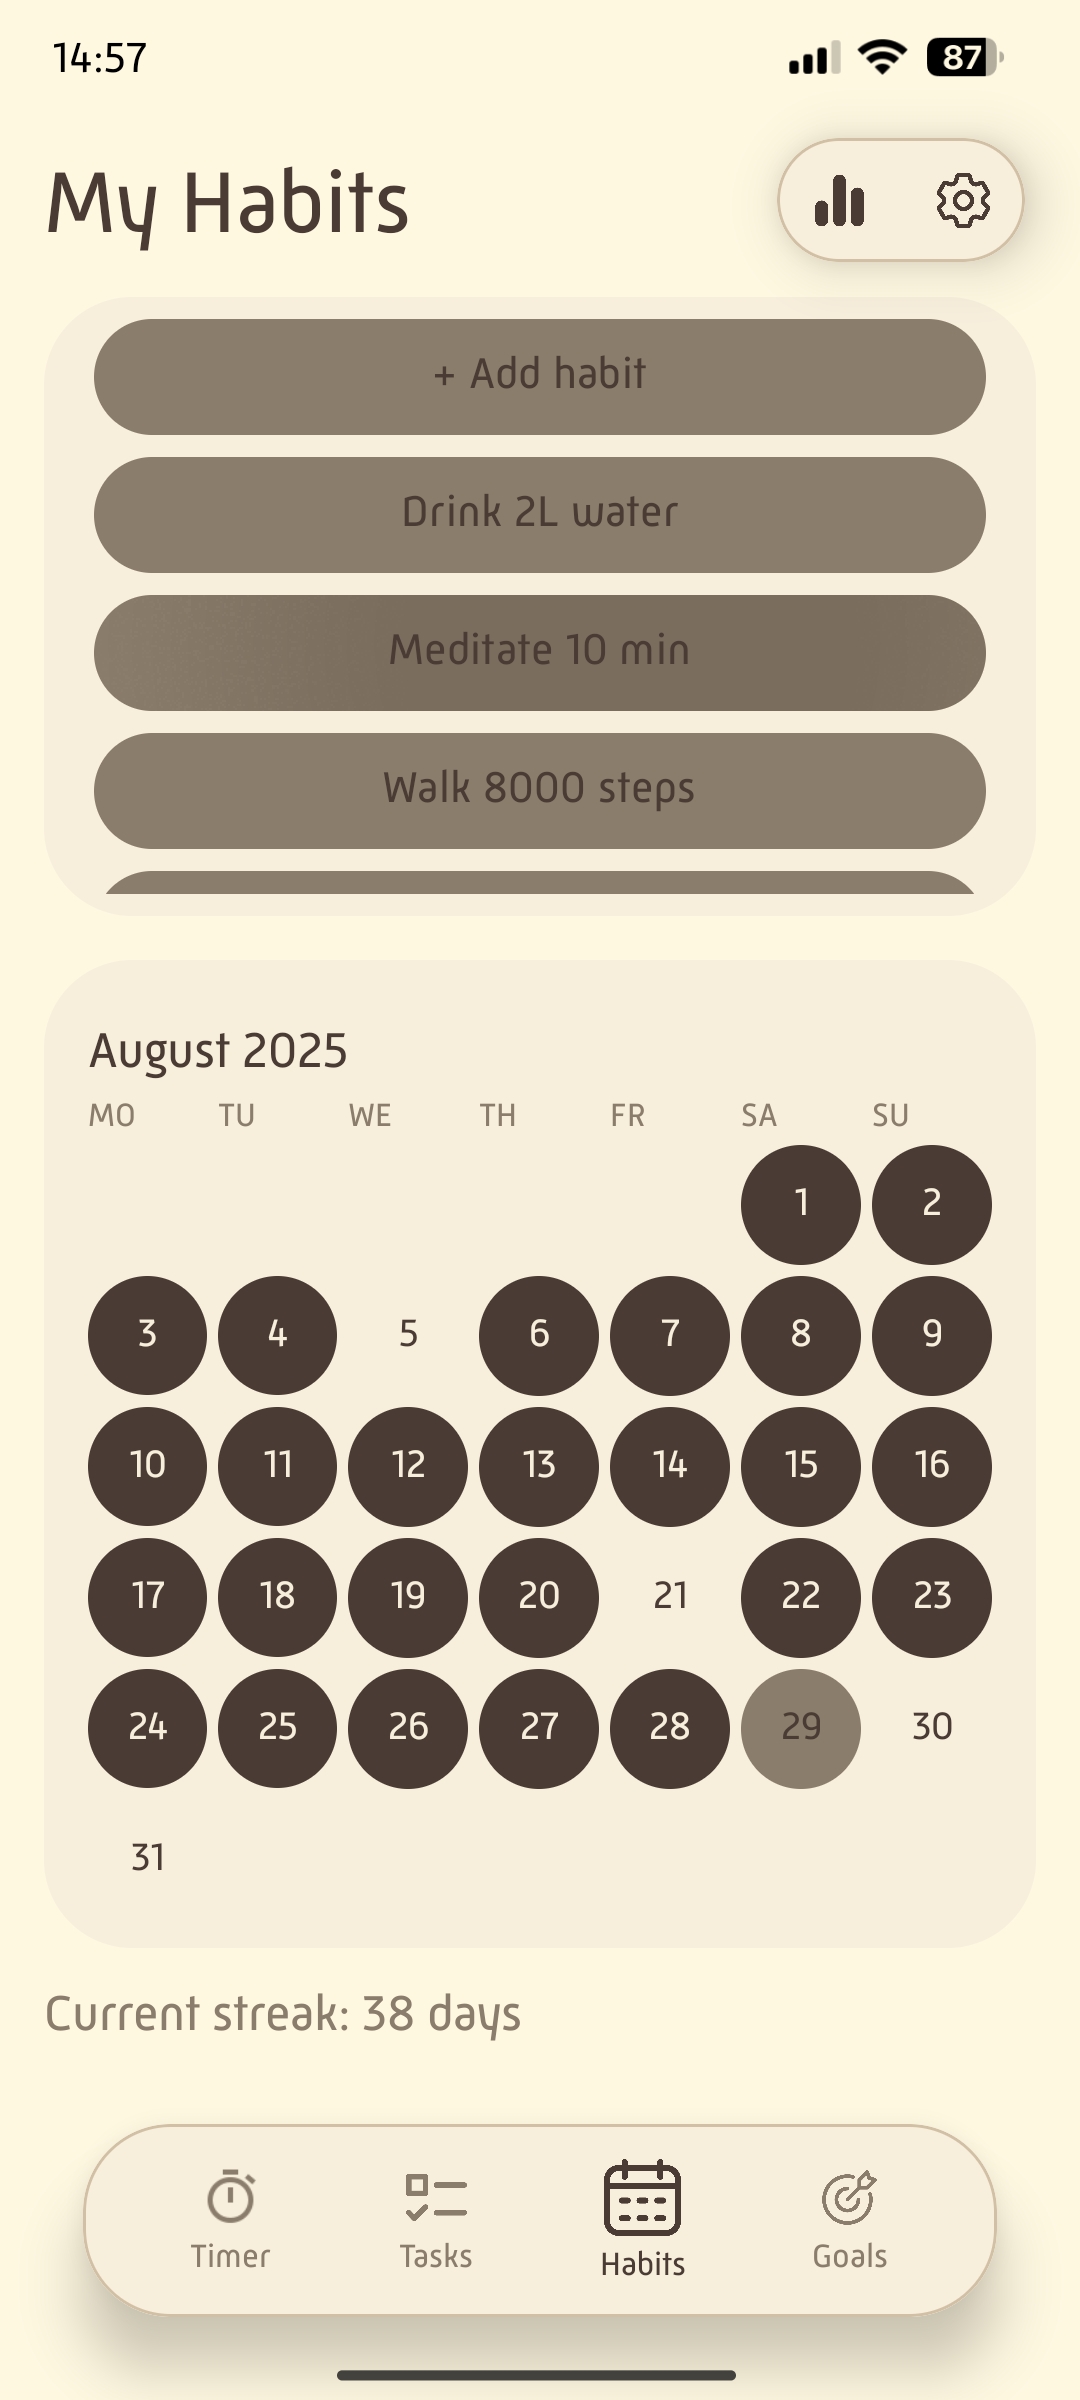 14:57
87
My Habits
+ Add habit
Drink 2L water
Meditate 10 min
Walk 8000 steps
August 2025
MO TU WE TH FR SA SU
1 2
3 4 5 6 7 8 9
10 11 12 13 14 15 16
17 18 19 20 21 22 23
24 25 26 27 28 29 30
31
Current streak: 38 days
Timer Tasks Habits Goals